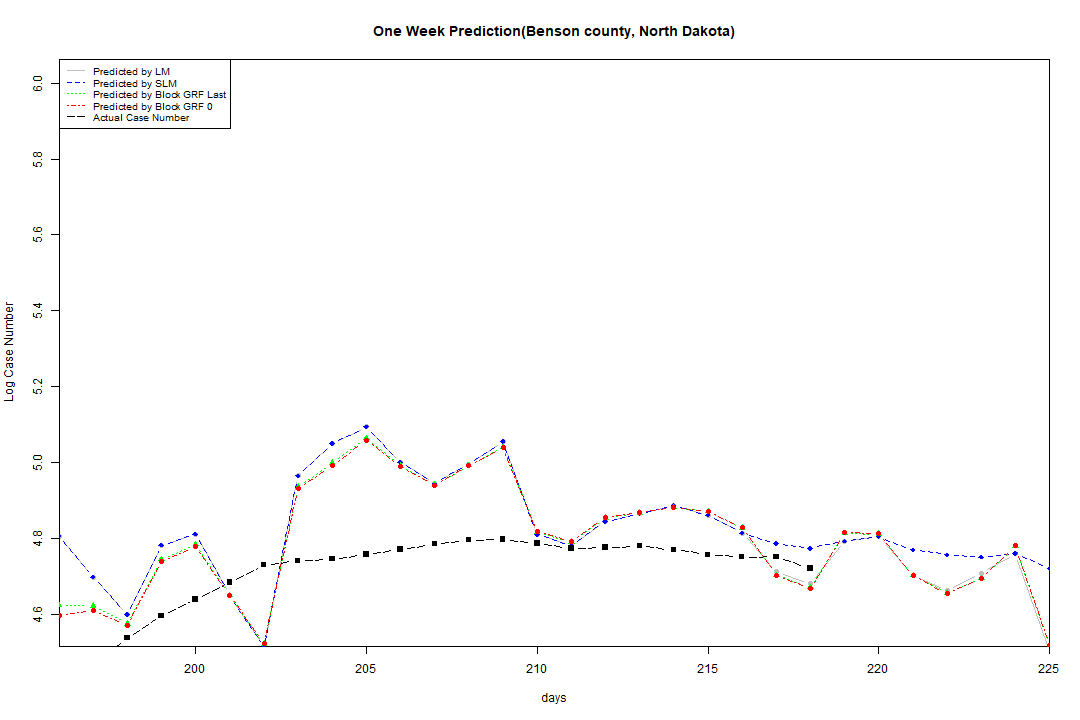 One Week Prediction(Benson county, North Dakota)
Predicted by LM
Predicted by SLM
Predicted by Block GRF Last
Predicted by Block GRF 0
Actual Case Number
6.0
5.8
5.6
5.4
5.2
5.0
4.8
4.6
Log Case Number
200 205 210 215 220 225
days